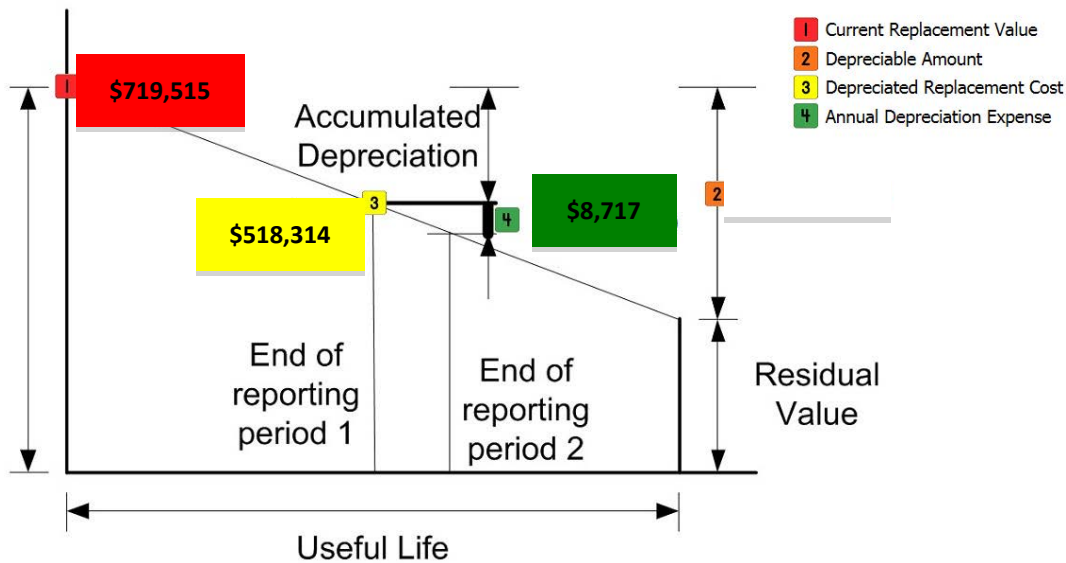 1 Current Replacement Value
2 Depreciable Amount
3 Depreciated Replacement Cost
4 Annual Depreciation Expense
1
$719,515
Accumulated
Depreciation
3
2
4
$8,717
$518,314
End of
reporting
period 1
End of
reporting
period 2
Residual
Value
Useful Life